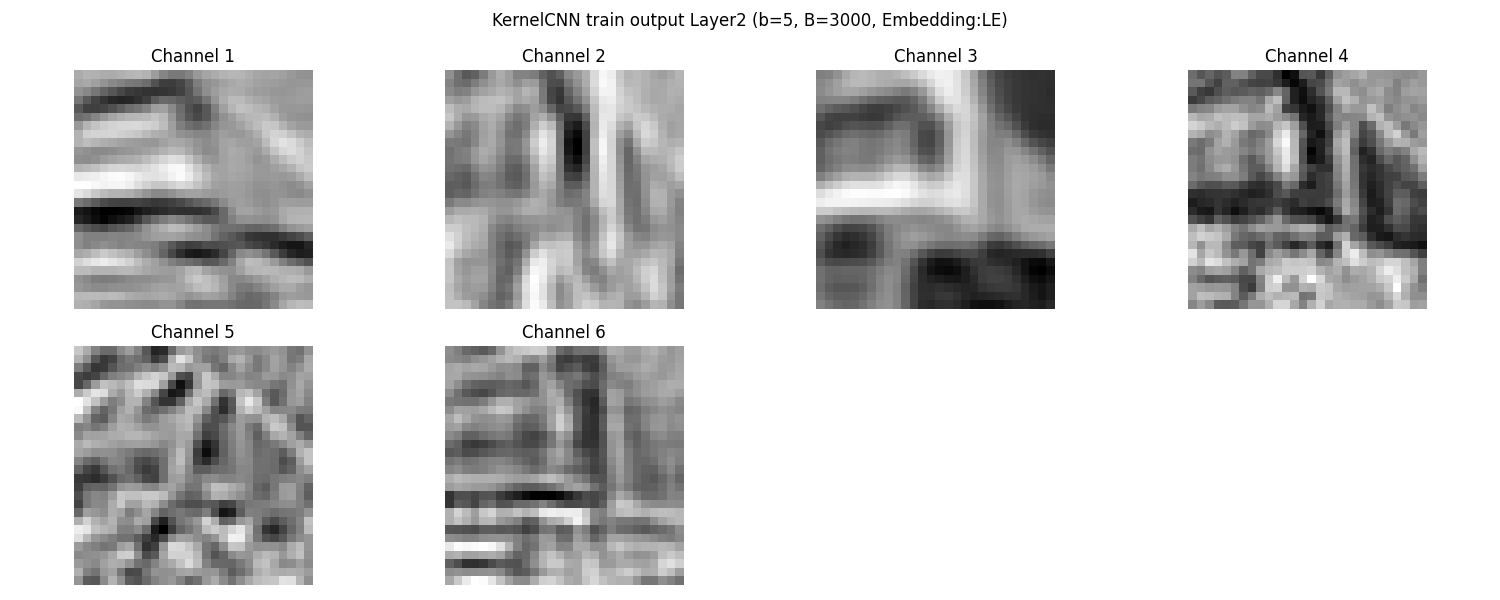 KernelCNN train output Layer2 (b=5, B=3000, Embedding:LE)
Channel 1
Channel 2
Channel 3
Channel 4
Channel 5
Channel 6